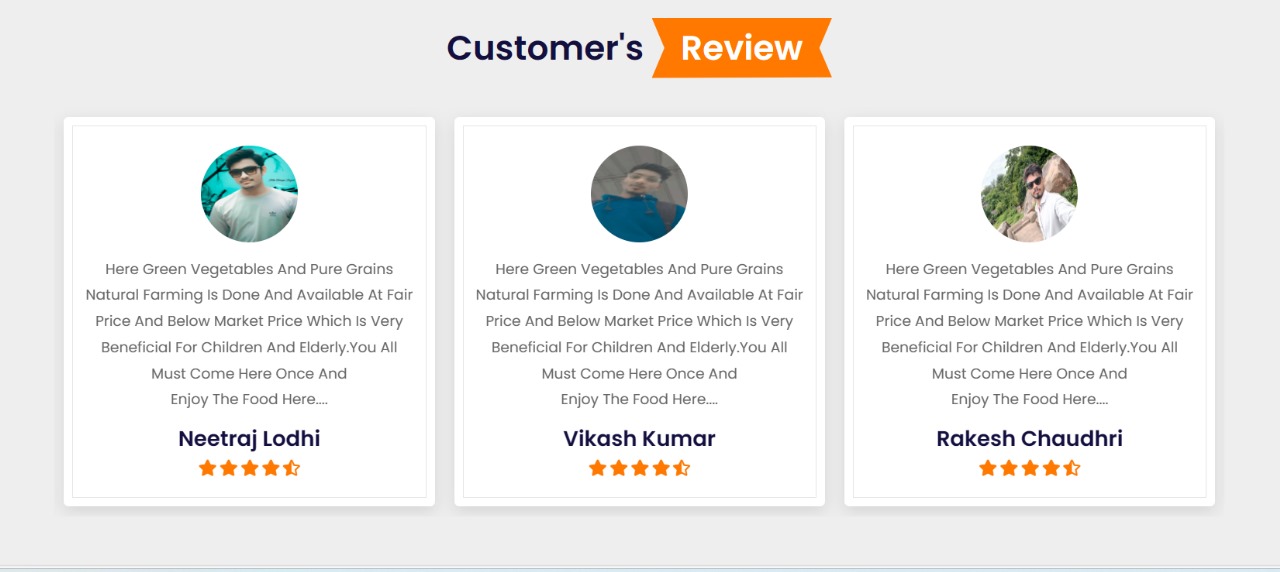 Customer's Review
Here Green Vegetables And Pure Grains
Natural Farming Is Done And Available At Fair
Price And Below Market Price Which Is Very
Beneficial For Children And Elderly.You All
Must Come Here Once And
Enjoy The Food Here....
Neetraj Lodhi
Here Green Vegetables And Pure Grains
Natural Farming Is Done And Available At Fair
Price And Below Market Price Which Is Very
Beneficial For Children And Elderly.You All
Must Come Here Once And
Enjoy The Food Here....
Vikash Kumar
Here Green Vegetables And Pure Grains
Natural Farming Is Done And Available At Fair
Price And Below Market Price Which Is Very
Beneficial For Children And Elderly.You All
Must Come Here Once And
Enjoy The Food Here....
Rakesh Chaudhri